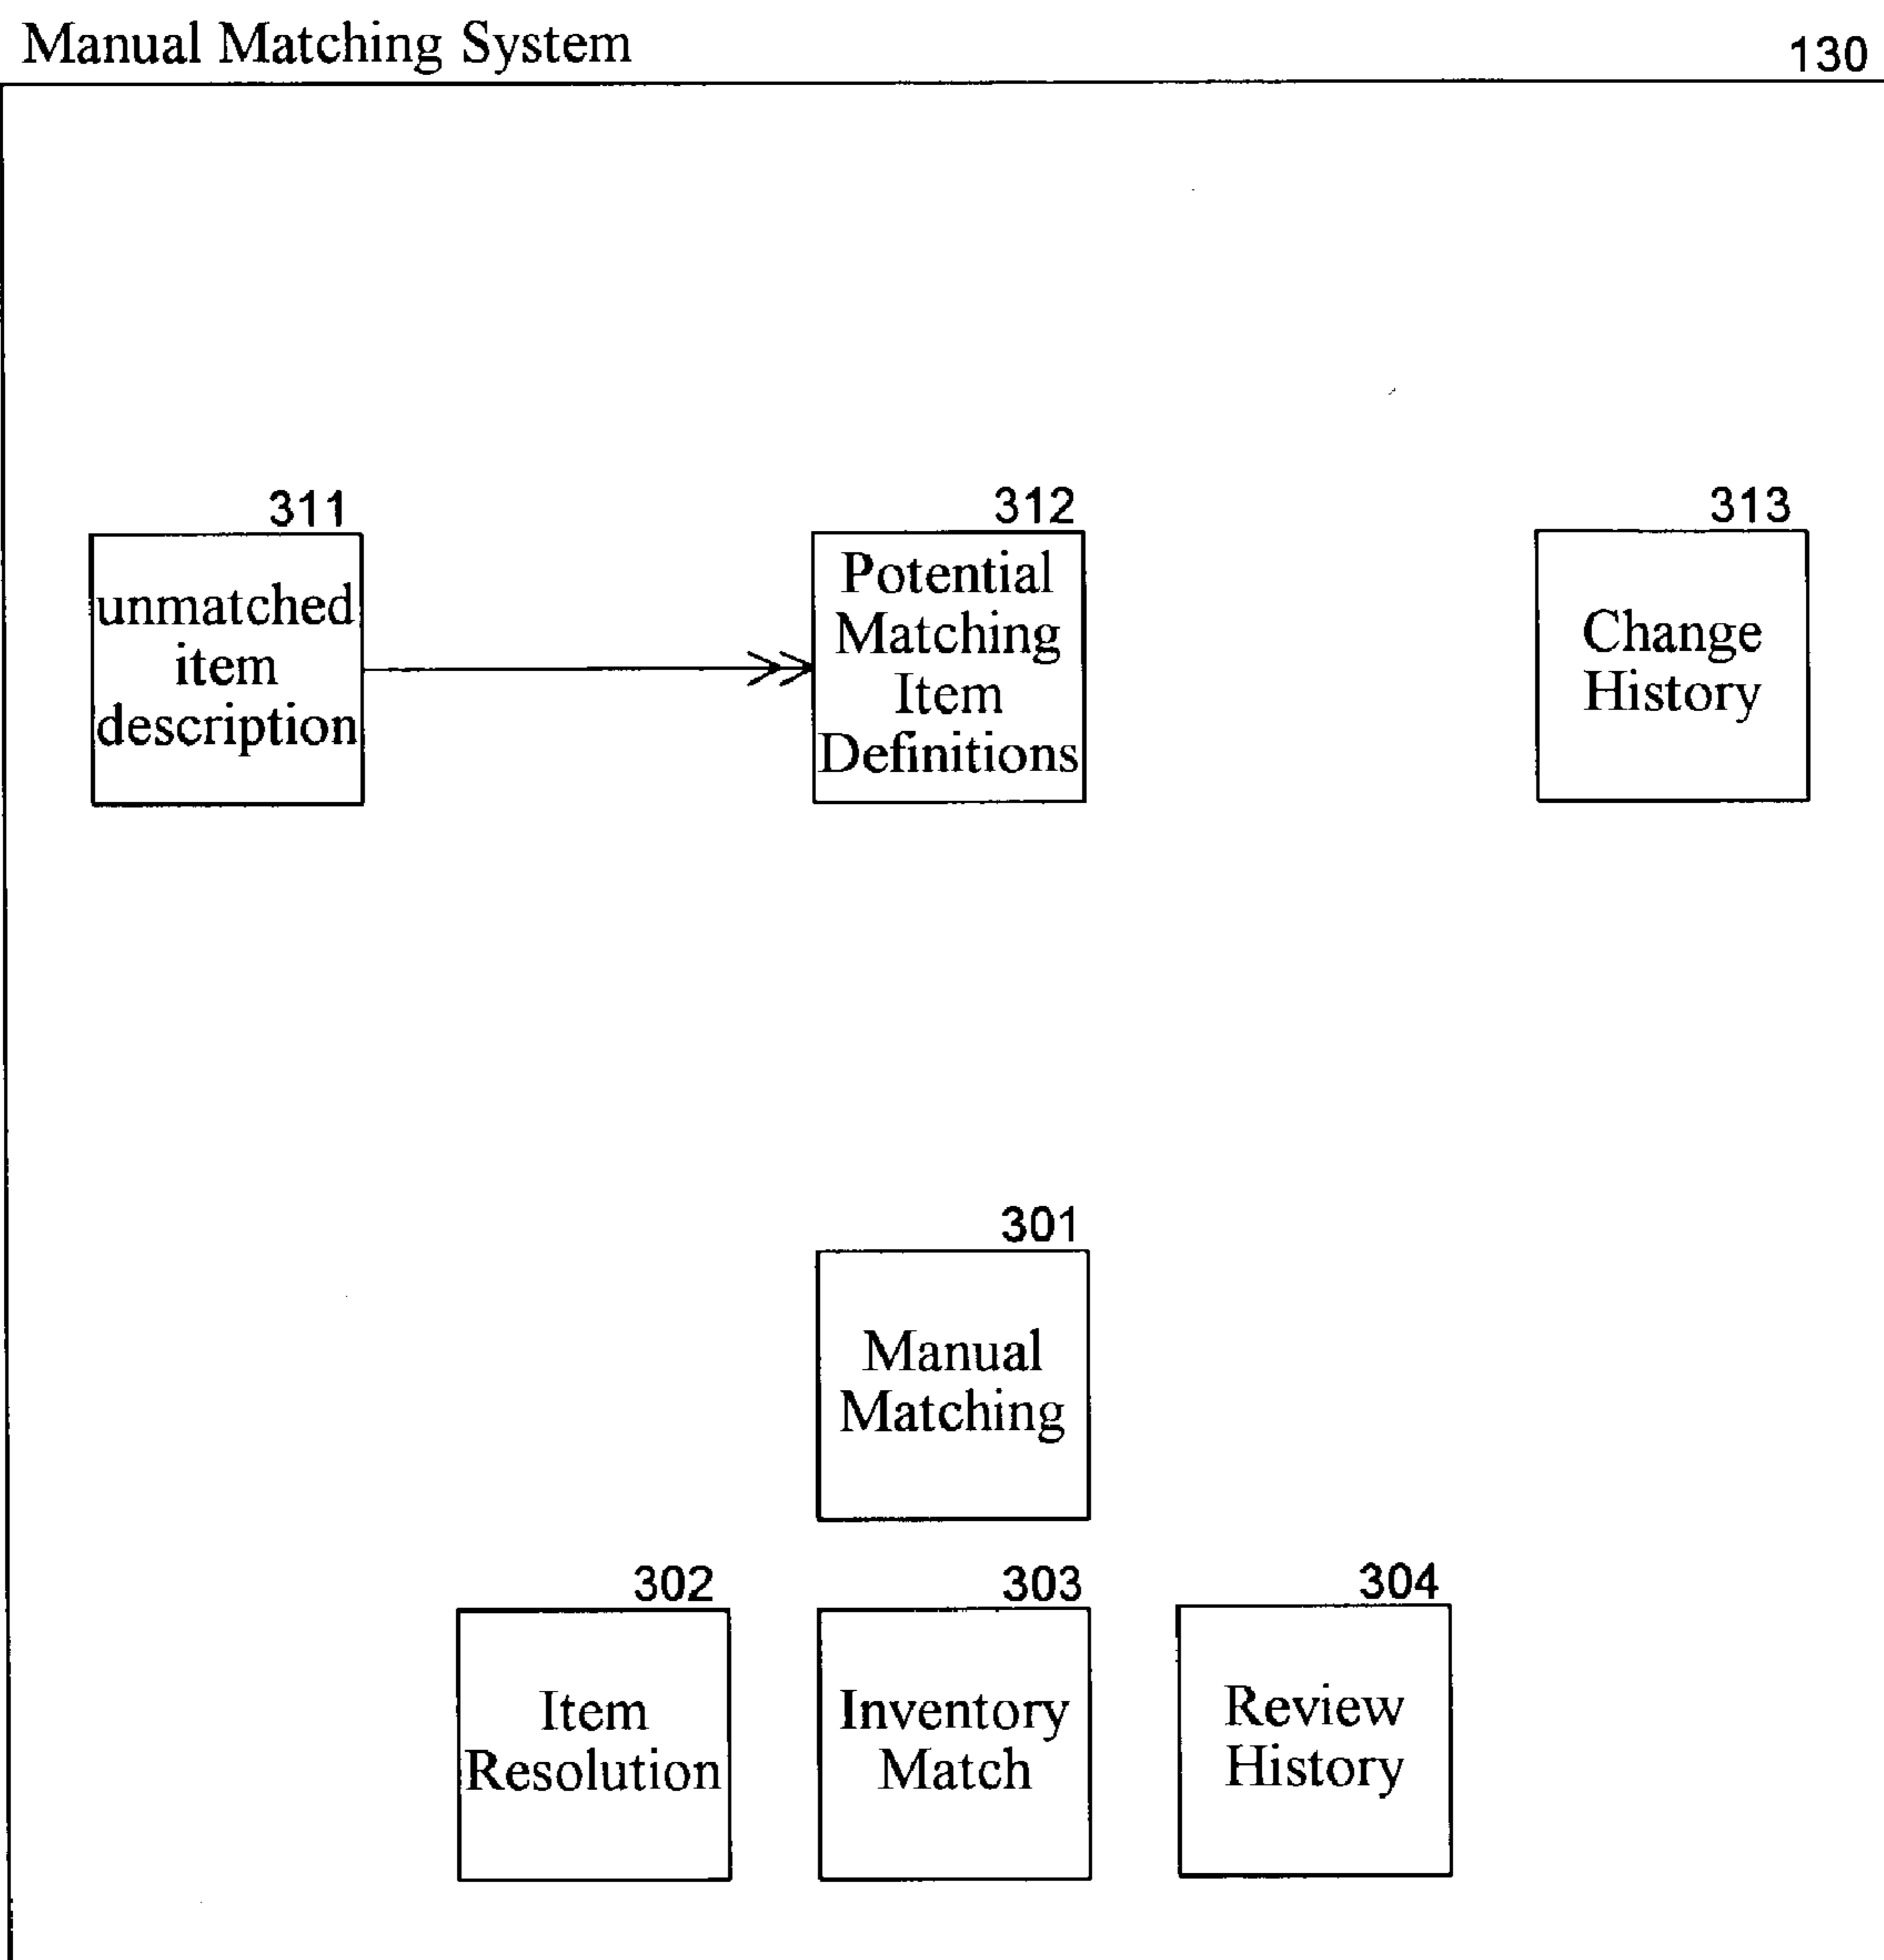 Manual Matching System
130
311
unmatched
item
description
312
Potential
Matching
Item
Definitions
313
Change
History
301
Manual
Matching
302
Item
Resolution
303
Inventory
Match
304
Review
History